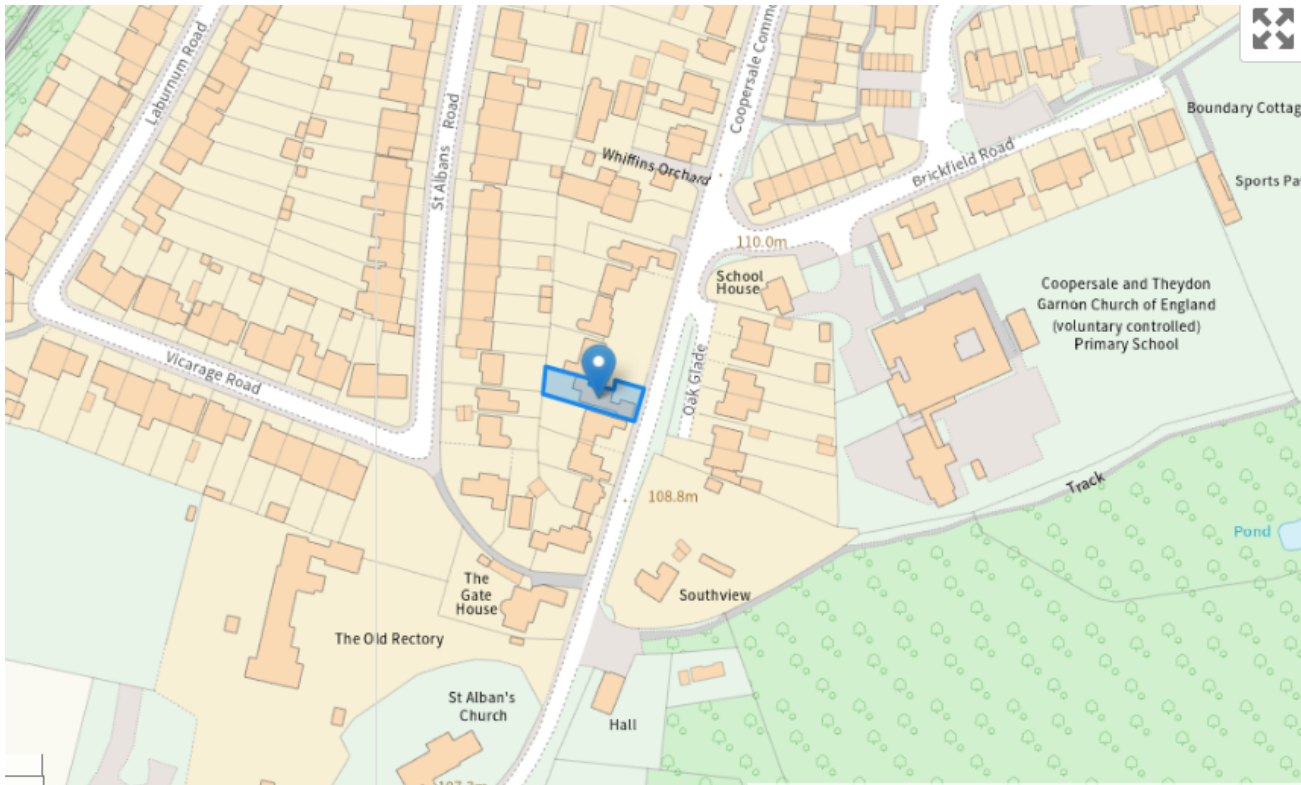 Laburnum Road
St Albans Road
Coopersale Commo
Whiffins Orchard
Brickfield Road
Boundary Cottag
Sports Pa
110.0m
School
House
Coopersale and Theydon
Garnon Church of England
(voluntary controlled)
Primary School
Vicarage Road
Oak Glade
108.8m
Track
Pond
The
Gate
House
Southview
The Old Rectory
St Alban's
Church
Hall